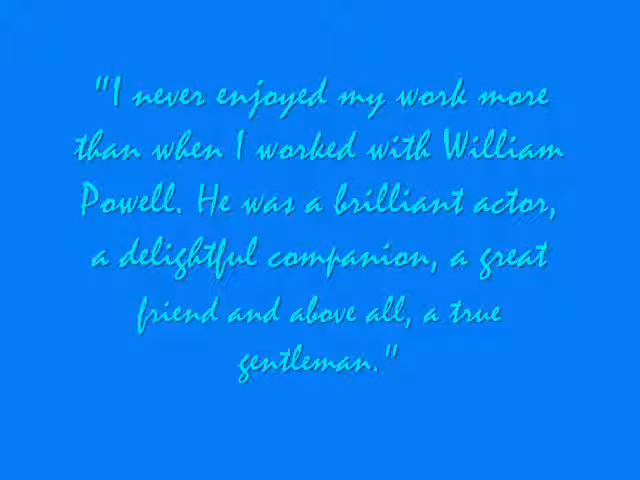 "I never enjoyed my work more
than when I worked with William
Powell. He was a brilliant actor,
a delightful companion, a great
friend and above all, a true
gentleman."